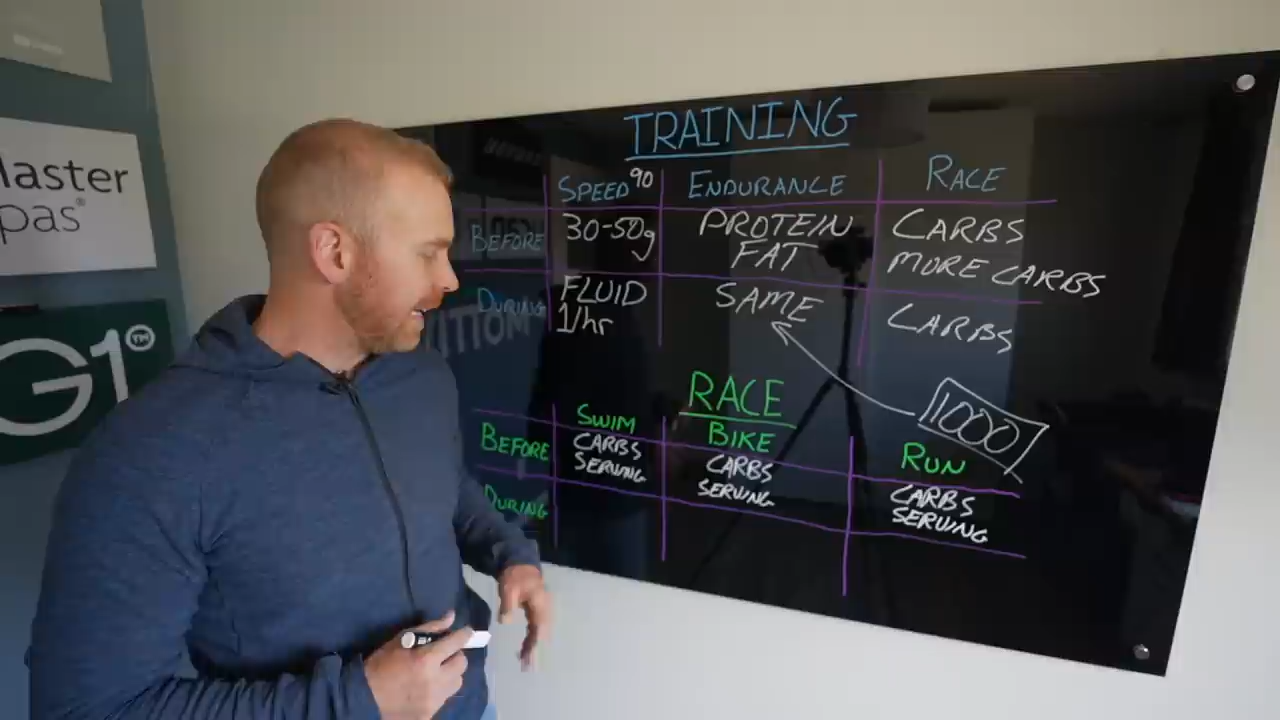 Master
pas®
G1™
TRAINING
SPEED 90 ENDURANCE RACE
BEFORE 30-50g PROTEIN FAT CARBS MORE CARBS
DURING FLUID 1/hr SAME CARBS
1000
RACE
SWIM BIKE RUN
BEFORE CARBS SERVING CARBS SERVING CARBS SERVING
DURING